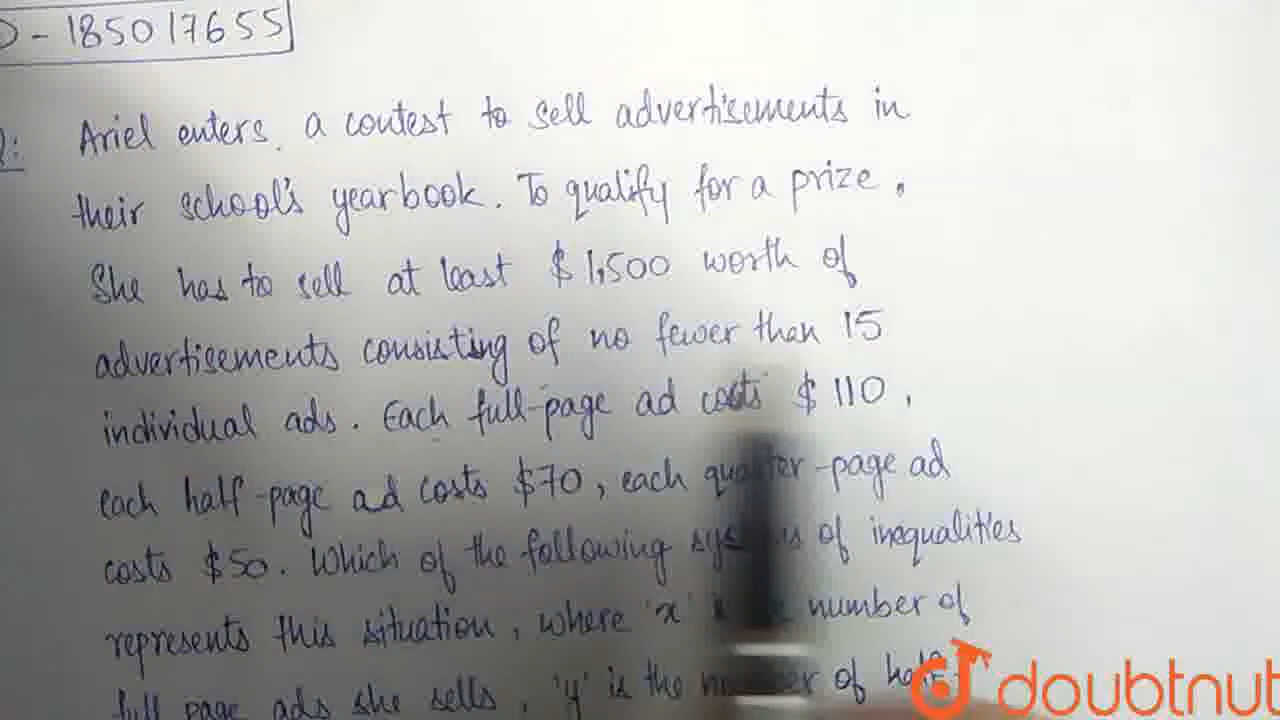 D-185017655
Ariel enters a contest to sell advertisements in
their school's yearbook. To qualify for a prize,
She has to sell at least $1,500 worth of
advertisements consisting of no fewer than 15
individual ads. Each full-page ad costs $110,
each half-page ad costs $70, each quarter-page ad
costs $50. Which of the following of inequalities
represents this situation, where 'x' number of
full page ads she sells, 'y' is the number of half-
doubtnut